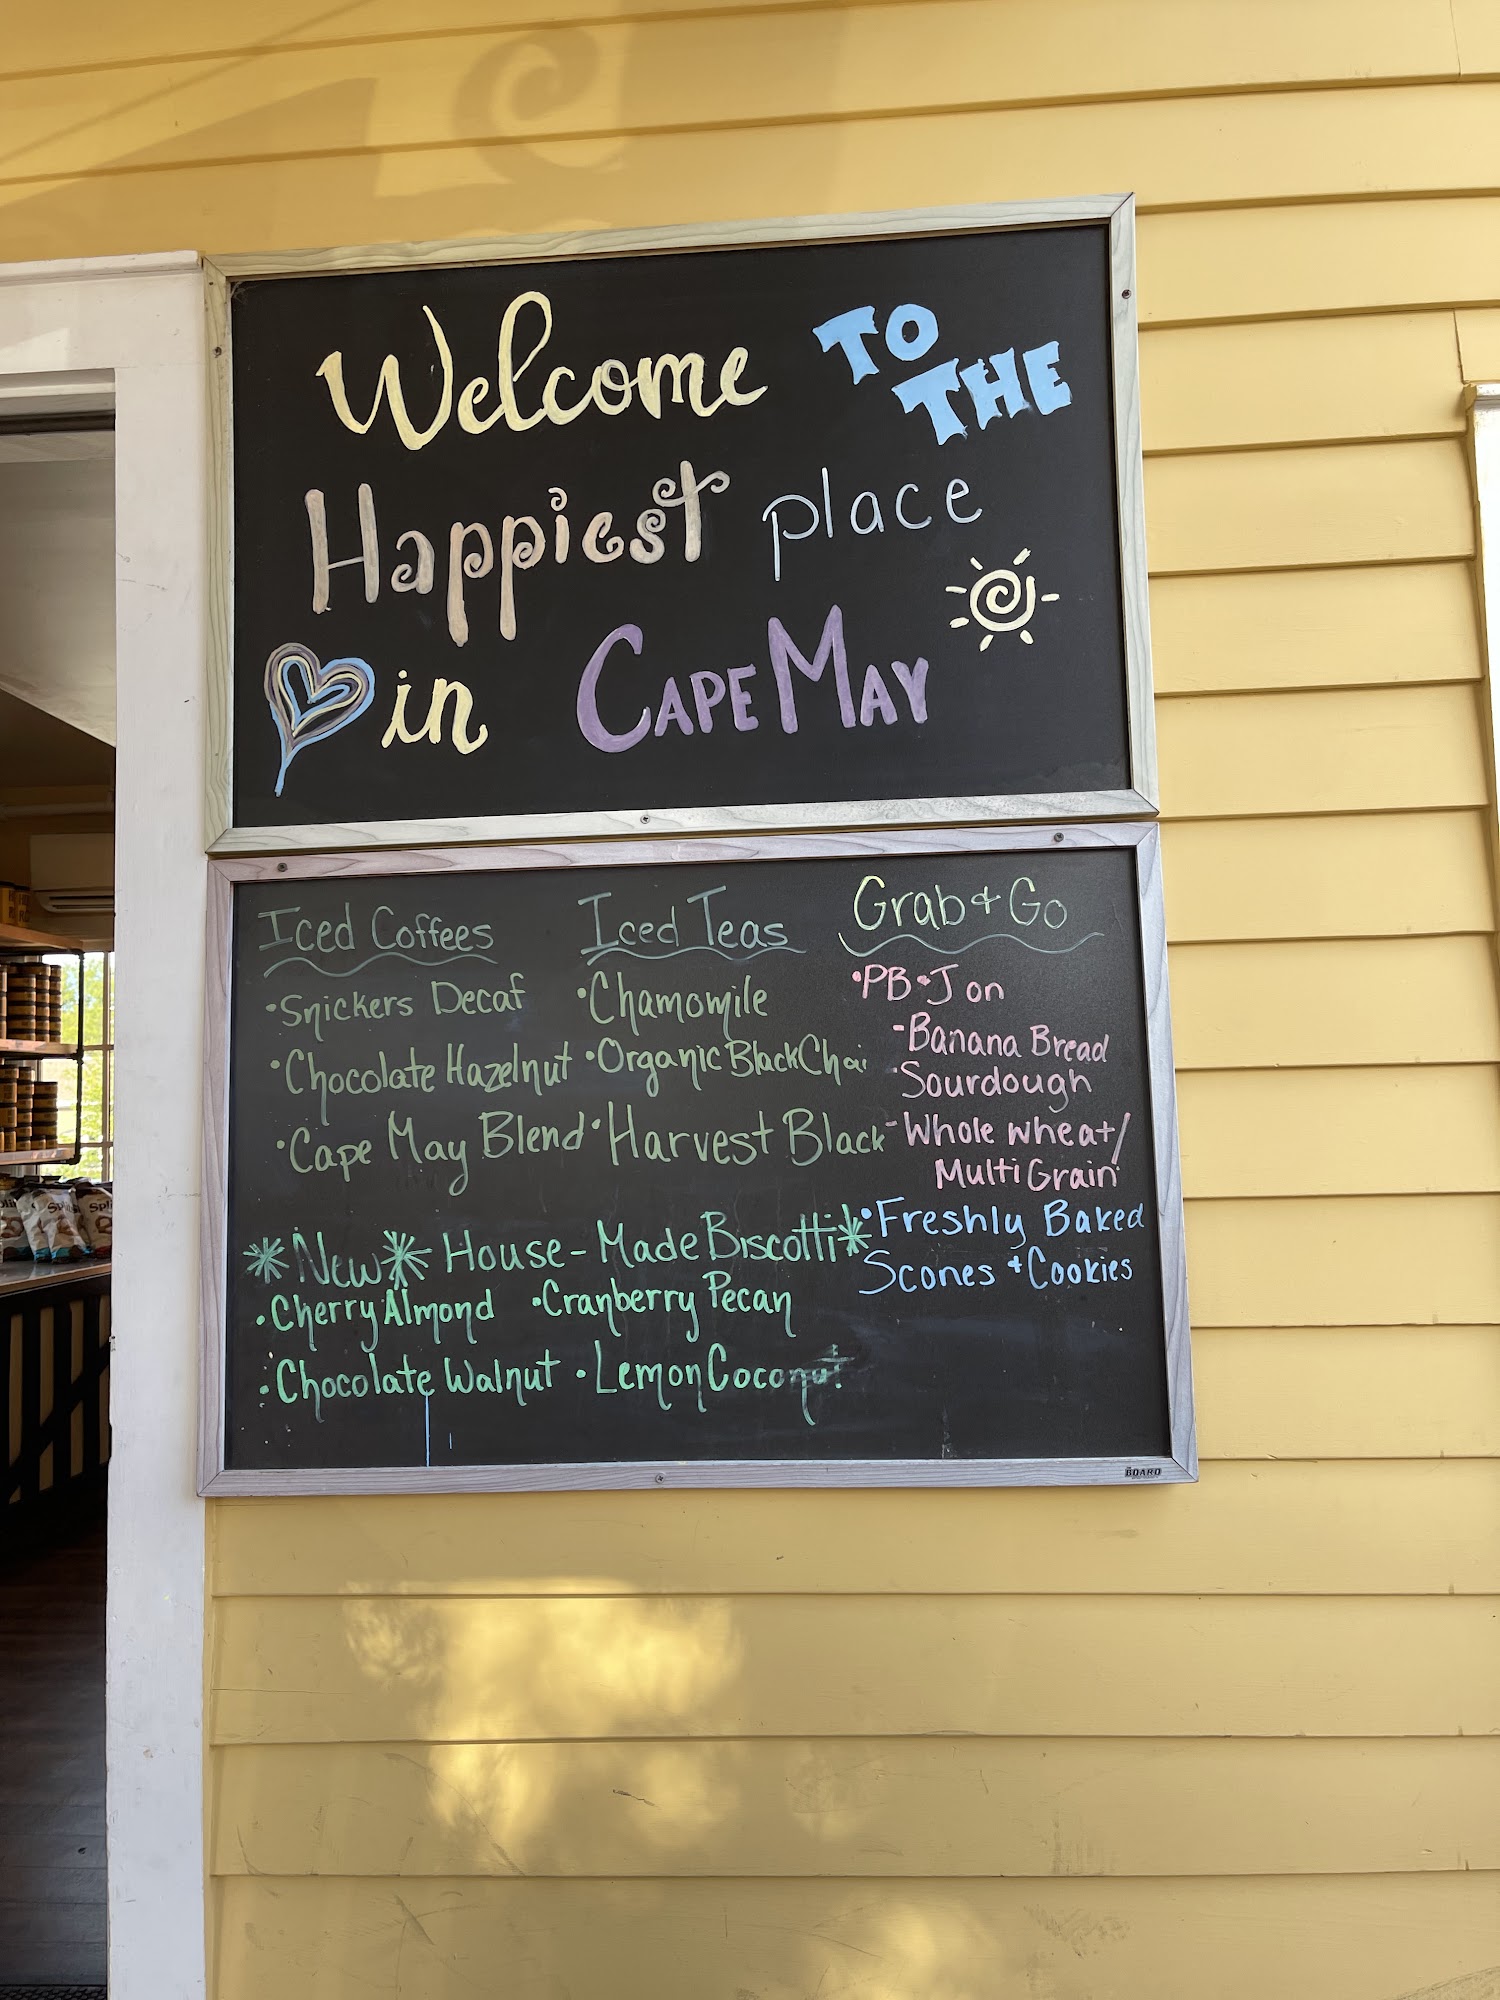 Welcome TO THE
Happiest place
in CAPE MAY
Iced Coffees
•Snickers Decaf
•Chocolate Hazelnut
•Cape May Blend
Iced Teas
•Chamomile
•Organic Black Chai
•Harvest Black
Grab & Go
•PB•J on
-Banana Bread
-Sourdough
-Whole wheat/
Multi Grain
•Freshly Baked
Scones + Cookies
*New* House-Made Biscotti*
•Cherry Almond •Cranberry Pecan
•Chocolate Walnut •Lemon Coconut
BOARD